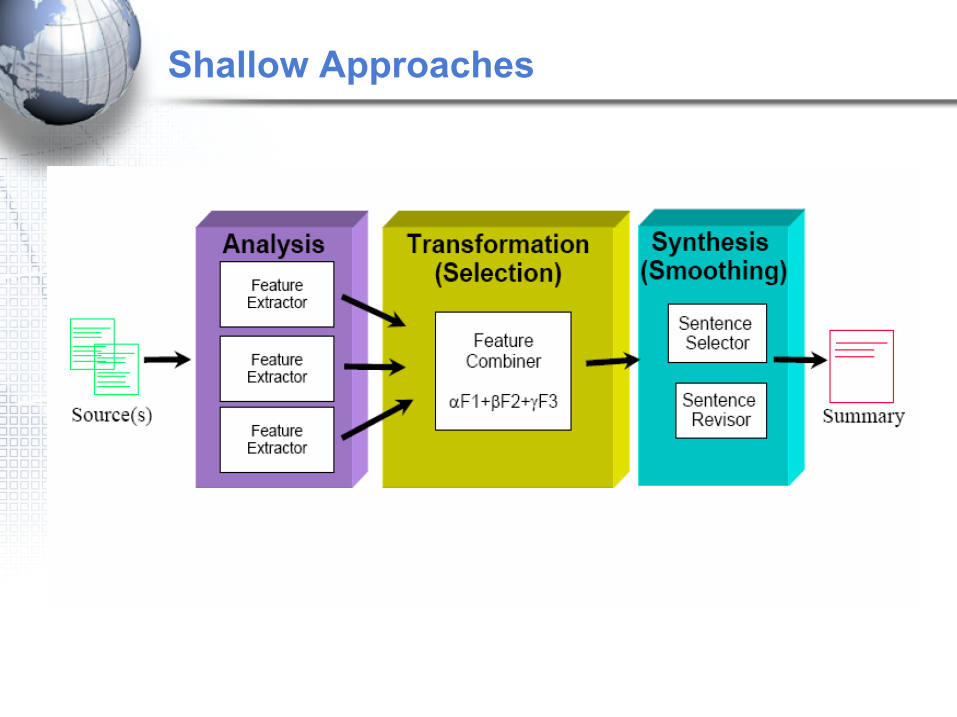 Shallow Approaches
Source(s)
Analysis
Feature
Extractor
Feature
Extractor
Feature
Extractor
Transformation
(Selection)
Feature
Combiner
αF1+βF2+γF3
Synthesis
(Smoothing)
Sentence
Selector
Sentence
Revisor
Summary